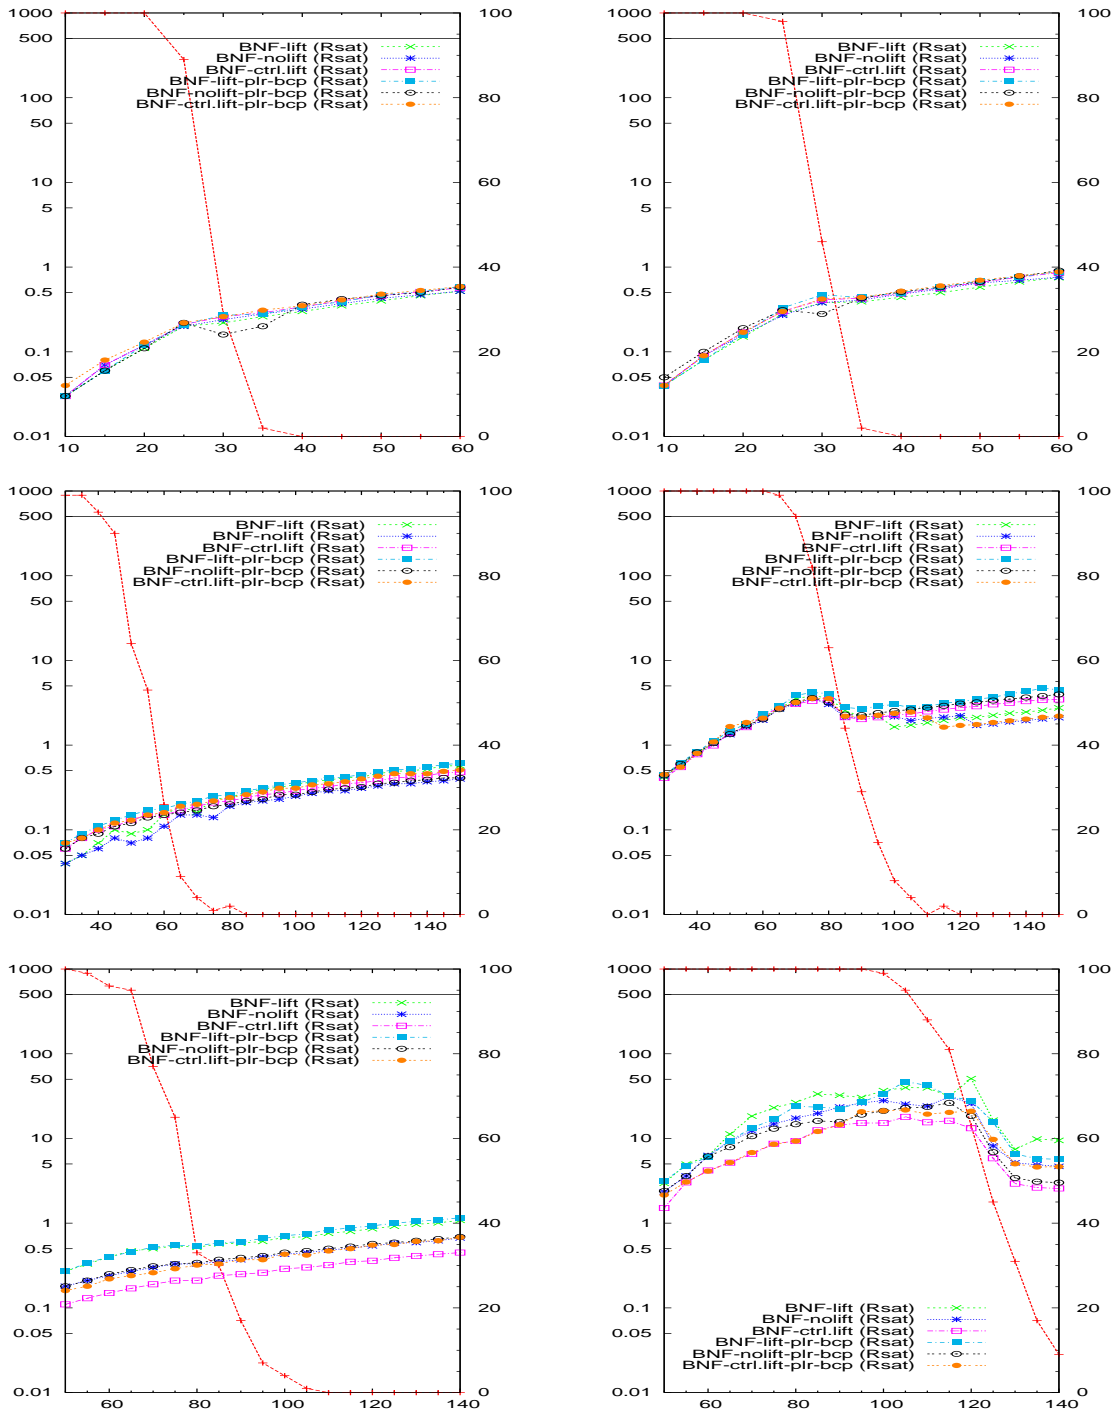 1000 100
500
BNF-lift (Rsat)
BNF-nolift (Rsat)
BNF-ctrl.lift (Rsat)
BNF-lift-plr-bcp (Rsat)
BNF-nolift-plr-bcp (Rsat)
BNF-ctrl.lift-plr-bcp (Rsat)
100 80
50
10 60
5
1 40
0.5
0.1 20
0.05
0.01 0
10 20 30 40 50 60
1000 100
500
BNF-lift (Rsat)
BNF-nolift (Rsat)
BNF-ctrl.lift (Rsat)
BNF-lift-plr-bcp (Rsat)
BNF-nolift-plr-bcp (Rsat)
BNF-ctrl.lift-plr-bcp (Rsat)
100 80
50
10 60
5
1 40
0.5
0.1 20
0.05
0.01 0
10 20 30 40 50 60
1000 100
500
BNF-lift (Rsat)
BNF-nolift (Rsat)
BNF-ctrl.lift (Rsat)
BNF-lift-plr-bcp (Rsat)
BNF-nolift-plr-bcp (Rsat)
BNF-ctrl.lift-plr-bcp (Rsat)
100 80
50
10 60
5
1 40
0.5
0.1 20
0.05
0.01 0
40 60 80 100 120 140
1000 100
500
BNF-lift (Rsat)
BNF-nolift (Rsat)
BNF-ctrl.lift (Rsat)
BNF-lift-plr-bcp (Rsat)
BNF-nolift-plr-bcp (Rsat)
BNF-ctrl.lift-plr-bcp (Rsat)
100 80
50
10 60
5
1 40
0.5
0.1 20
0.05
0.01 0
40 60 80 100 120 140
1000 100
500
BNF-lift (Rsat)
BNF-nolift (Rsat)
BNF-ctrl.lift (Rsat)
BNF-lift-plr-bcp (Rsat)
BNF-nolift-plr-bcp (Rsat)
BNF-ctrl.lift-plr-bcp (Rsat)
100 80
50
10 60
5
1 40
0.5
0.1 20
0.05
0.01 0
60 80 100 120 140
1000 100
500
100 80
50
10 60
5
1 40
0.5
0.1 20
0.05
BNF-lift (Rsat)
BNF-nolift (Rsat)
BNF-ctrl.lift (Rsat)
BNF-lift-plr-bcp (Rsat)
BNF-nolift-plr-bcp (Rsat)
BNF-ctrl.lift-plr-bcp (Rsat)
0.01 0
60 80 100 120 140